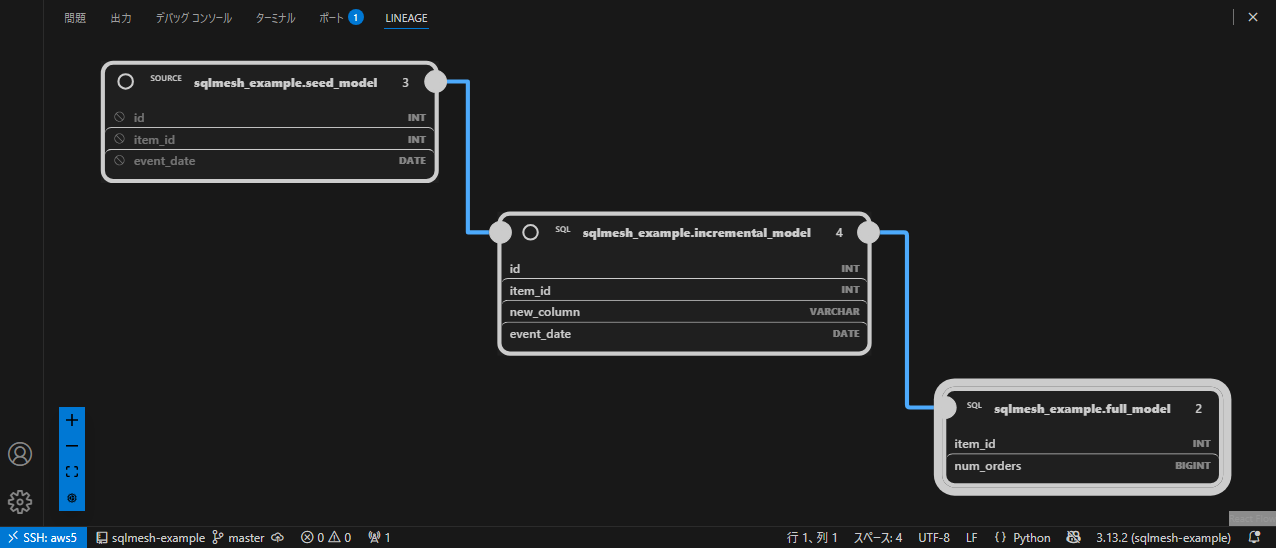 問題 出力 デバッグ コンソール ターミナル ポート 1 LINEAGE
SOURCE sqlmesh_example.seed_model 3
id INT
item_id INT
event_date DATE
SQL sqlmesh_example.incremental_model 4
id INT
item_id INT
new_column VARCHAR
event_date DATE
SQL sqlmesh_example.full_model 2
item_id INT
num_orders BIGINT
React Flow
SSH: aws5 sqlmesh-example master 0 0 1 行 1、列 1 スペース: 4 UTF-8 LF {} Python 3.13.2 (sqlmesh-example)